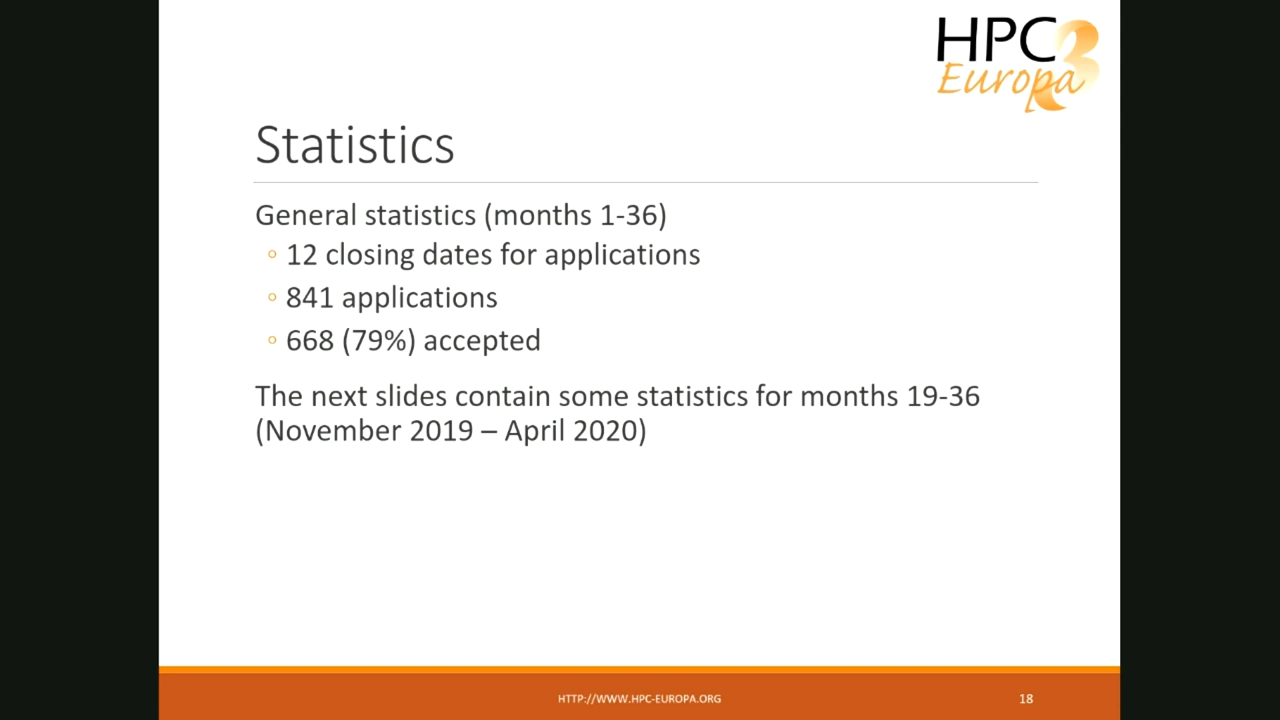 HPC3
Europa
Statistics
General statistics (months 1-36)
◦ 12 closing dates for applications
◦ 841 applications
◦ 668 (79%) accepted
The next slides contain some statistics for months 19-36
(November 2019 – April 2020)
HTTP://WWW.HPC-EUROPA.ORG
18